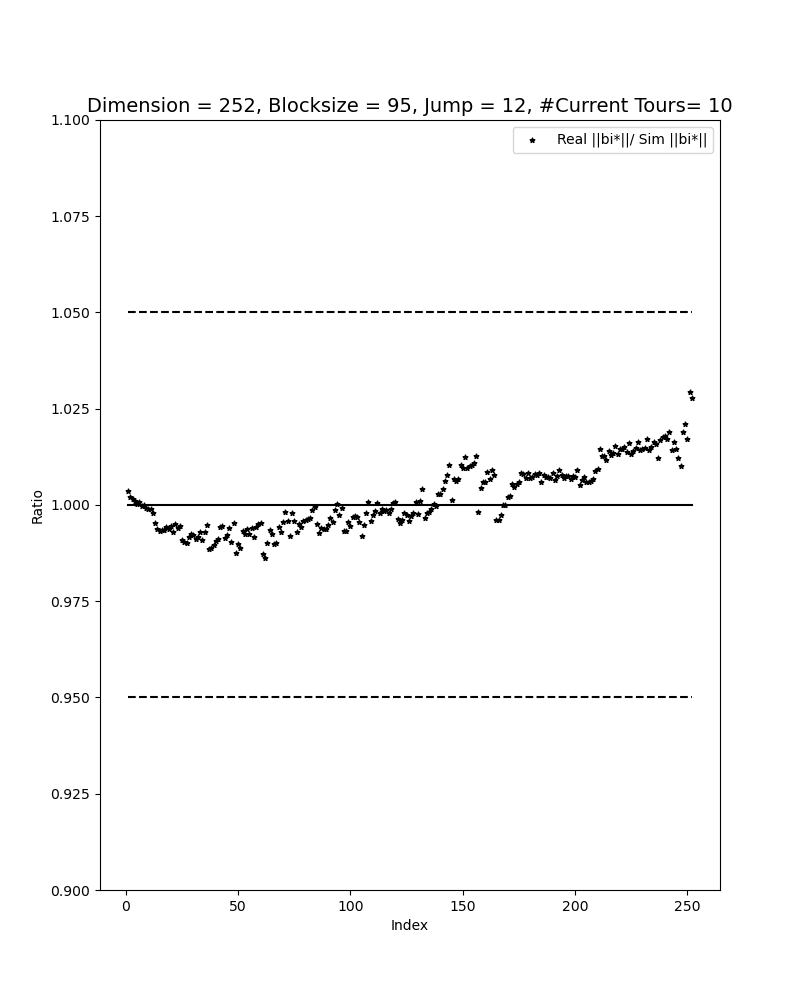 Dimension = 252, Blocksize = 95, Jump = 12, #Current Tours= 10
Real ||bi*||/ Sim ||bi*||
1.100
1.075
1.050
1.025
1.000
0.975
0.950
0.925
0.900
Ratio
0 50 100 150 200 250
Index